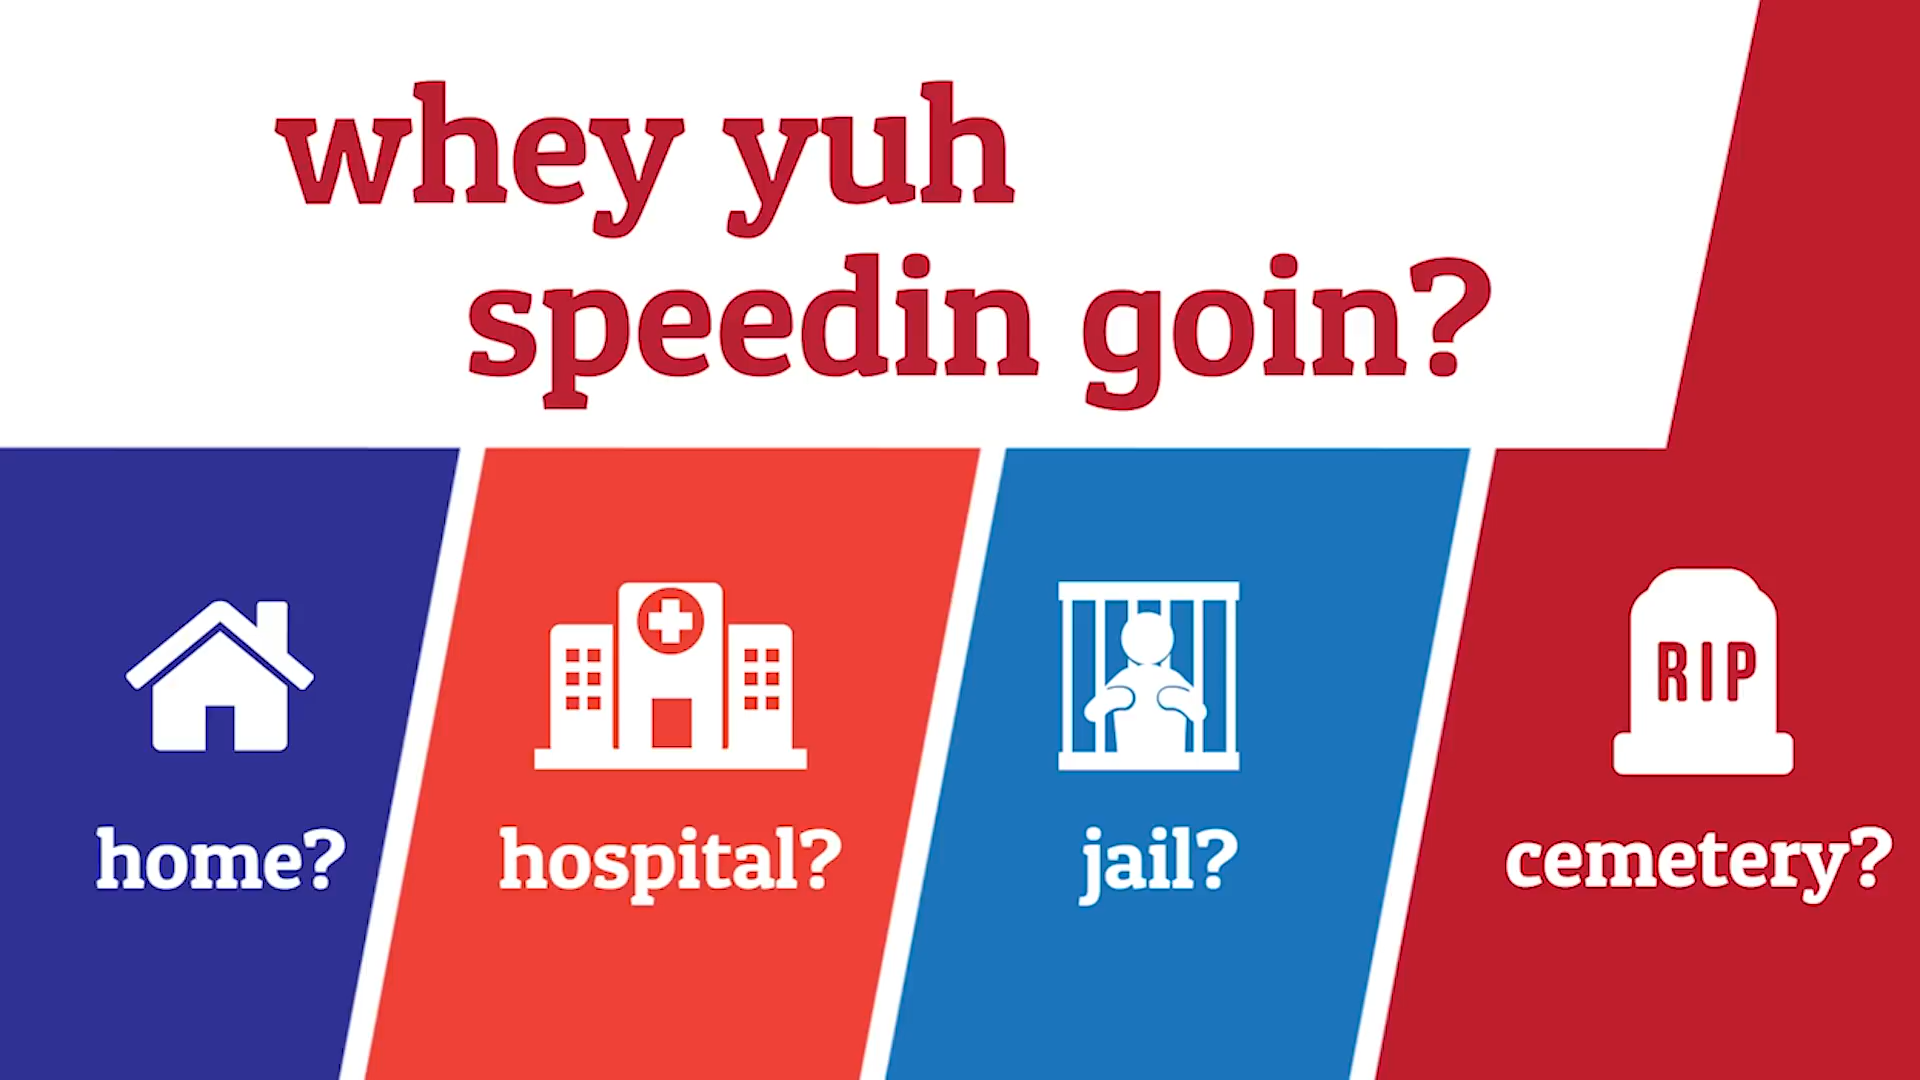 whey yuh
speedin goin?
RIP
home?
hospital?
jail?
cemetery?